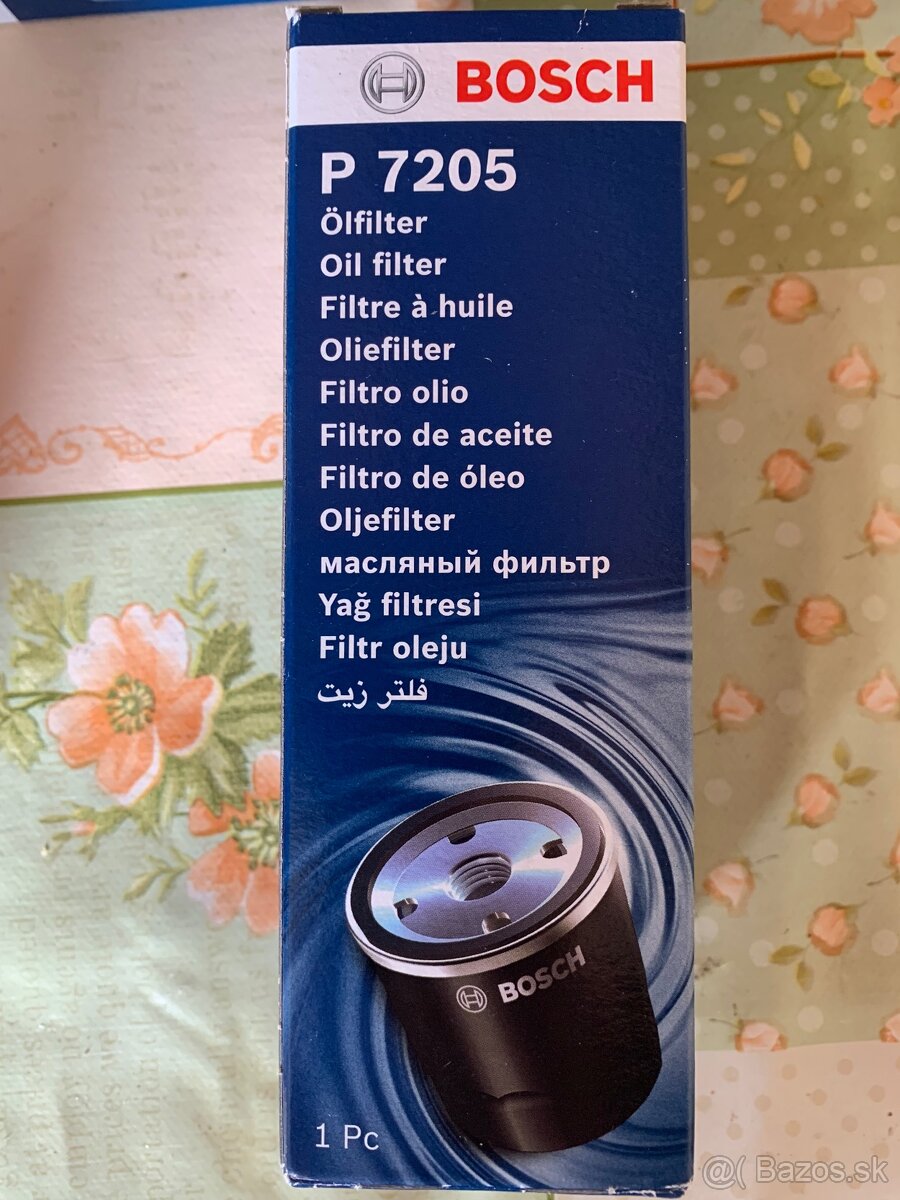 BOSCH
P 7205
Ölfilter
Oil filter
Filtre à huile
Oliefilter
Filtro olio
Filtro de aceite
Filtro de óleo
Oljefilter
масляный фильтр
Yağ filtresi
Filtr oleju
فلتر زيت
BOSCH
1 Pc
@( Bazos.sk